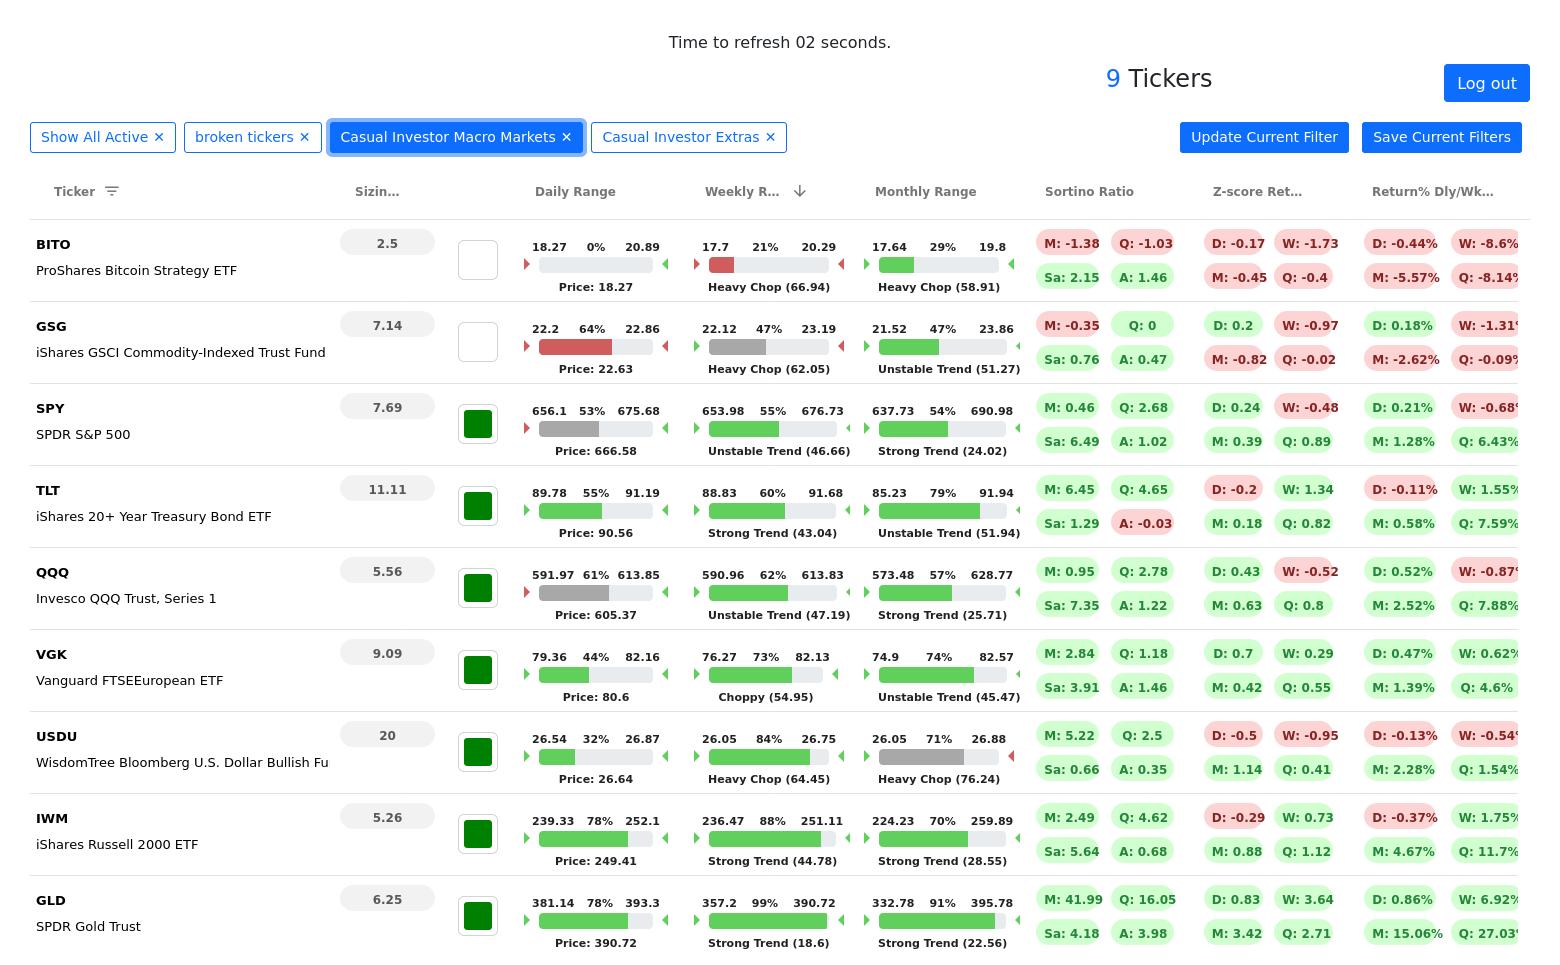 Time to refresh 02 seconds.
9 Tickers
Log out
Show All Active ✕ broken tickers ✕ Casual Investor Macro Markets ✕ Casual Investor Extras ✕ Update Current Filter Save Current Filters
Ticker Sizin... Daily Range Weekly R... Monthly Range Sortino Ratio Z-score Ret... Return% Dly/Wk...
BITO 2.5 18.27 0% 20.89 17.7 21% 20.29 17.64 29% 19.8 M: -1.38 Q: -1.03 D: -0.17 W: -1.73 D: -0.44% W: -8.6%
ProShares Bitcoin Strategy ETF Price: 18.27 Heavy Chop (66.94) Heavy Chop (58.91) Sa: 2.15 A: 1.46 M: -0.45 Q: -0.4 M: -5.57% Q: -8.14%
GSG 7.14 22.2 64% 22.86 22.12 47% 23.19 21.52 47% 23.86 M: -0.35 Q: 0 D: 0.2 W: -0.97 D: 0.18% W: -1.31%
iShares GSCI Commodity-Indexed Trust Fund Price: 22.63 Heavy Chop (62.05) Unstable Trend (51.27) Sa: 0.76 A: 0.47 M: -0.82 Q: -0.02 M: -2.62% Q: -0.09%
SPY 7.69 656.1 53% 675.68 653.98 55% 676.73 637.73 54% 690.98 M: 0.46 Q: 2.68 D: 0.24 W: -0.48 D: 0.21% W: -0.68%
SPDR S&P 500 Price: 666.58 Unstable Trend (46.66) Strong Trend (24.02) Sa: 6.49 A: 1.02 M: 0.39 Q: 0.89 M: 1.28% Q: 6.43%
TLT 11.11 89.78 55% 91.19 88.83 60% 91.68 85.23 79% 91.94 M: 6.45 Q: 4.65 D: -0.2 W: 1.34 D: -0.11% W: 1.55%
iShares 20+ Year Treasury Bond ETF Price: 90.56 Strong Trend (43.04) Unstable Trend (51.94) Sa: 1.29 A: -0.03 M: 0.18 Q: 0.82 M: 0.58% Q: 7.59%
QQQ 5.56 591.97 61% 613.85 590.96 62% 613.83 573.48 57% 628.77 M: 0.95 Q: 2.78 D: 0.43 W: -0.52 D: 0.52% W: -0.87%
Invesco QQQ Trust, Series 1 Price: 605.37 Unstable Trend (47.19) Strong Trend (25.71) Sa: 7.35 A: 1.22 M: 0.63 Q: 0.8 M: 2.52% Q: 7.88%
VGK 9.09 79.36 44% 82.16 76.27 73% 82.13 74.9 74% 82.57 M: 2.84 Q: 1.18 D: 0.7 W: 0.29 D: 0.47% W: 0.62%
Vanguard FTSEEuropean ETF Price: 80.6 Choppy (54.95) Unstable Trend (45.47) Sa: 3.91 A: 1.46 M: 0.42 Q: 0.55 M: 1.39% Q: 4.6%
USDU 20 26.54 32% 26.87 26.05 84% 26.75 26.05 71% 26.88 M: 5.22 Q: 2.5 D: -0.5 W: -0.95 D: -0.13% W: -0.54%
WisdomTree Bloomberg U.S. Dollar Bullish Fu Price: 26.64 Heavy Chop (64.45) Heavy Chop (76.24) Sa: 0.66 A: 0.35 M: 1.14 Q: 0.41 M: 2.28% Q: 1.54%
IWM 5.26 239.33 78% 252.1 236.47 88% 251.11 224.23 70% 259.89 M: 2.49 Q: 4.62 D: -0.29 W: 0.73 D: -0.37% W: 1.75%
iShares Russell 2000 ETF Price: 249.41 Strong Trend (44.78) Strong Trend (28.55) Sa: 5.64 A: 0.68 M: 0.88 Q: 1.12 M: 4.67% Q: 11.7%
GLD 6.25 381.14 78% 393.3 357.2 99% 390.72 332.78 91% 395.78 M: 41.99 Q: 16.05 D: 0.83 W: 3.64 D: 0.86% W: 6.92%
SPDR Gold Trust Price: 390.72 Strong Trend (18.6) Strong Trend (22.56) Sa: 4.18 A: 3.98 M: 3.42 Q: 2.71 M: 15.06% Q: 27.03%